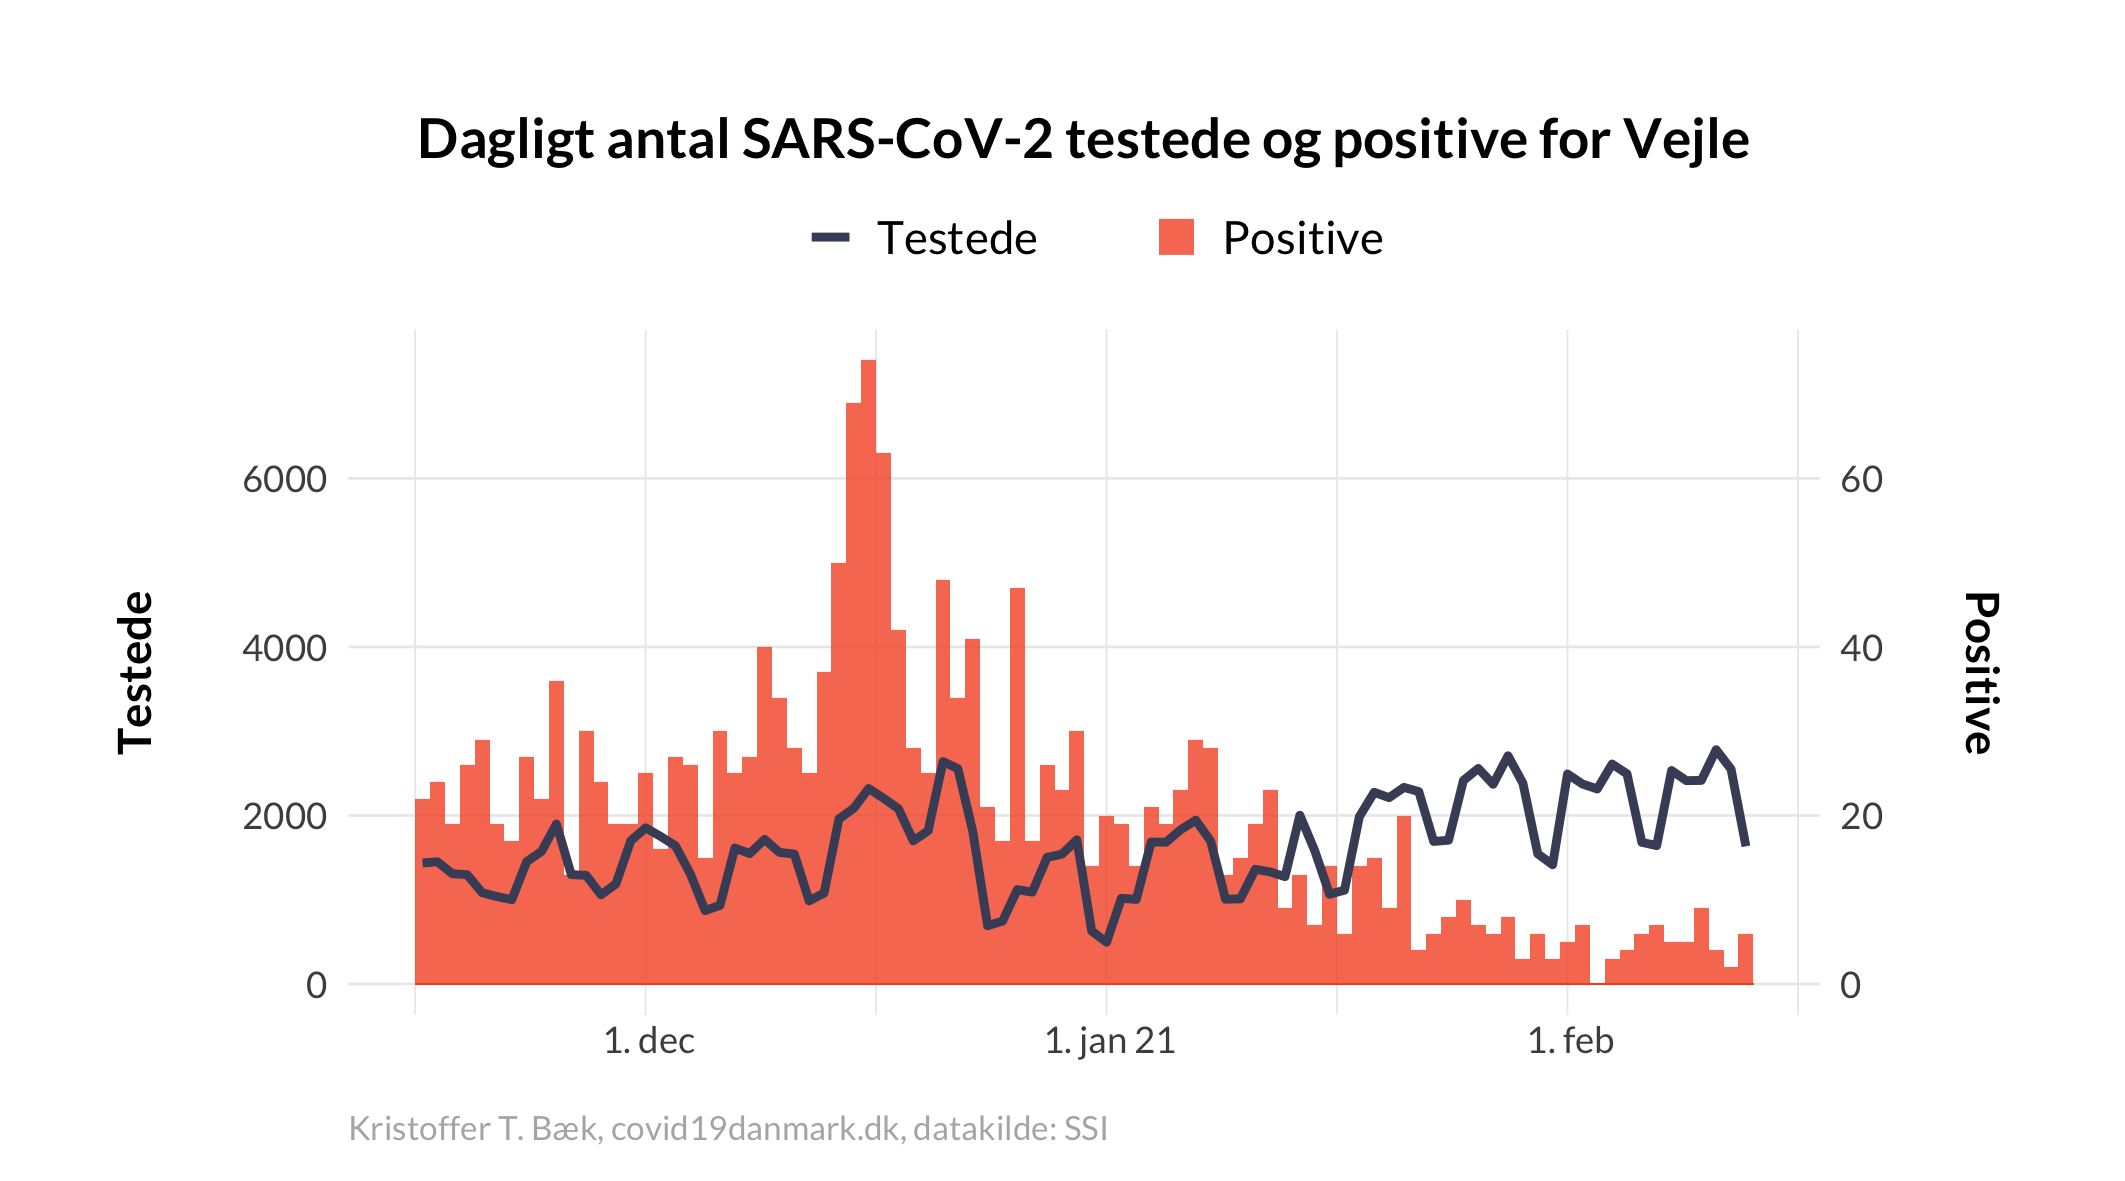 Dagligt antal SARS-CoV-2 testede og positive for Vejle
Testede
Positive
Testede
6000
4000
2000
0
60
40
20
0
Positive
1. dec
1. jan 21
1. feb
Kristoffer T. Bæk, covid19danmark.dk, datakilde: SSI